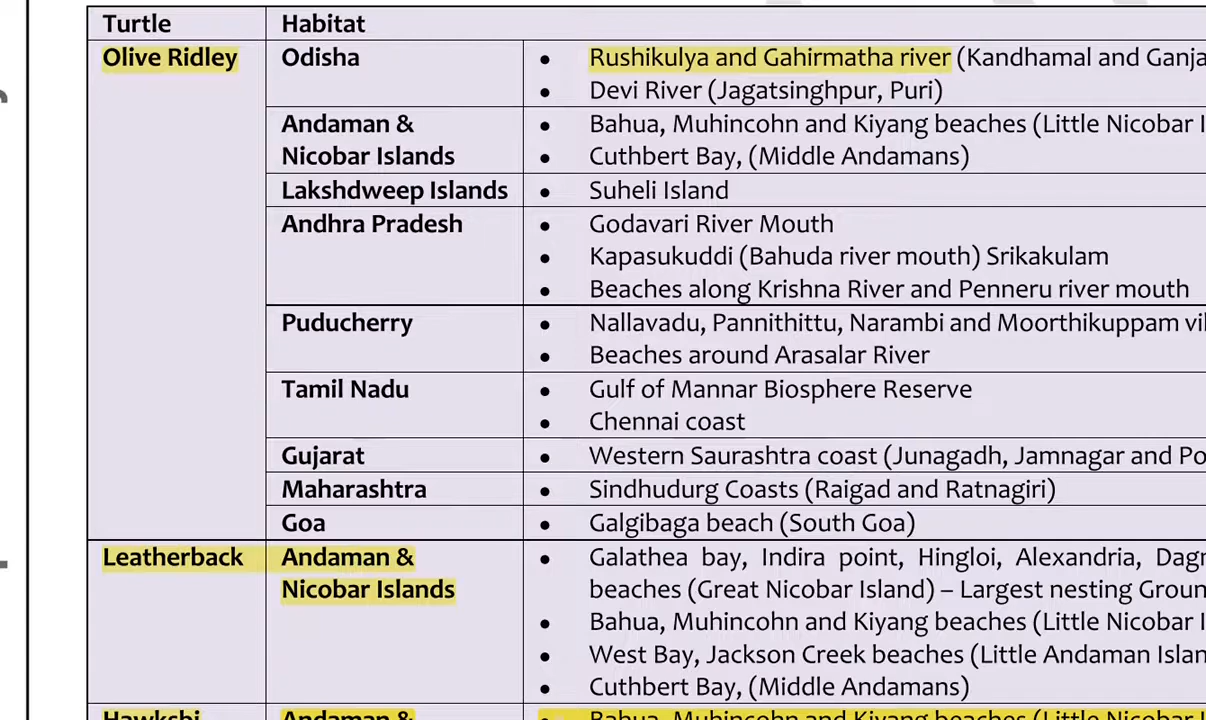 Turtle Habitat
Olive Ridley Odisha • Rushikulya and Gahirmatha river (Kandhamal and Ganja
• Devi River (Jagatsinghpur, Puri)
Andaman & • Bahua, Muhincohn and Kiyang beaches (Little Nicobar I
Nicobar Islands • Cuthbert Bay, (Middle Andamans)
Lakshdweep Islands • Suheli Island
Andhra Pradesh • Godavari River Mouth
• Kapasukuddi (Bahuda river mouth) Srikakulam
• Beaches along Krishna River and Penneru river mouth
Puducherry • Nallavadu, Pannithittu, Narambi and Moorthikuppam vil
• Beaches around Arasalar River
Tamil Nadu • Gulf of Mannar Biosphere Reserve
• Chennai coast
Gujarat • Western Saurashtra coast (Junagadh, Jamnagar and Po
Maharashtra • Sindhudurg Coasts (Raigad and Ratnagiri)
Goa • Galgibaga beach (South Goa)
Leatherback Andaman & • Galathea bay, Indira point, Hingloi, Alexandria, Dagm
Nicobar Islands beaches (Great Nicobar Island) – Largest nesting Groun
• Bahua, Muhincohn and Kiyang beaches (Little Nicobar I
• West Bay, Jackson Creek beaches (Little Andaman Islan
• Cuthbert Bay, (Middle Andamans)
Hawksbi Andaman & • Bahua, Muhincohn and Kiyang beaches (Little Nicobar I